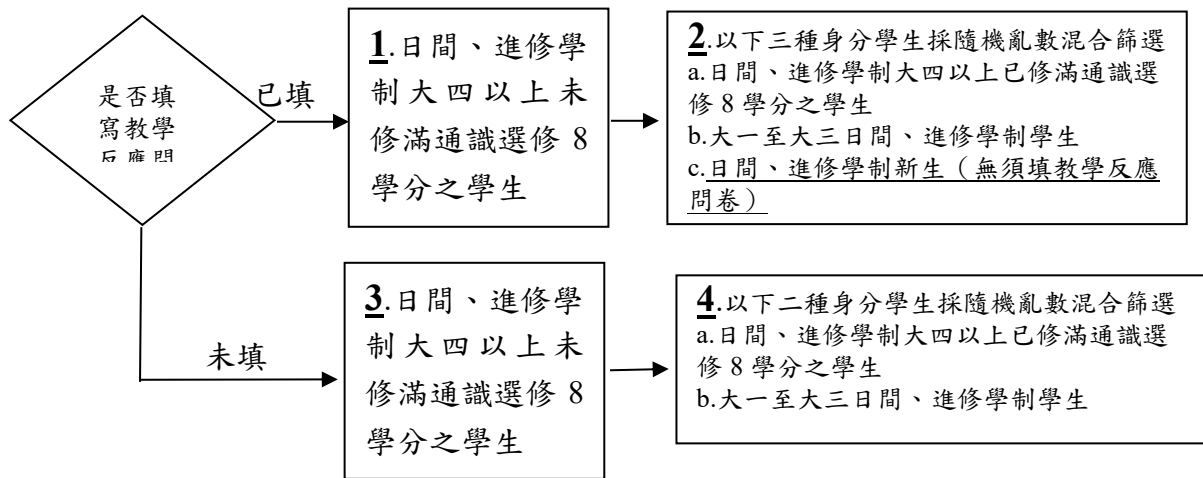 是否填
寫教學
反應問
已填
1.日間、進修學
制大四以上未
修滿通識選修 8
學分之學生
2.以下三種身分學生採隨機亂數混合篩選
a.日間、進修學制大四以上已修滿通識選
修 8 學分之學生
b.大一至大三日間、進修學制學生
c.日間、進修學制新生（無須填教學反應
問卷）
未填
3.日間、進修學
制大四以上未
修滿通識選修 8
學分之學生
4.以下二種身分學生採隨機亂數混合篩選
a.日間、進修學制大四以上已修滿通識選
修 8 學分之學生
b.大一至大三日間、進修學制學生